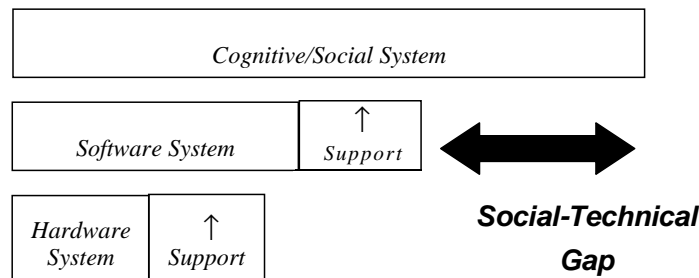 Cognitive/Social System
Software System
↑
Support
Hardware
System
↑
Support
Social-Technical
Gap